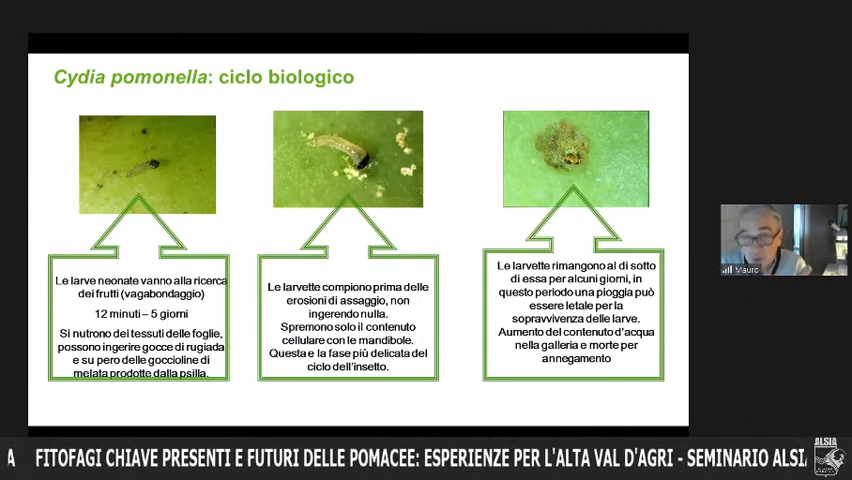 Cydia pomonella: ciclo biologico
Le larve neonate vanno alla ricerca
dei frutti (vagabondaggio)
12 minuti – 5 giorni
Si nutrono dei tessuti delle foglie,
possono ingerire gocce di rugiada
e su pero delle goccioline di
melata prodotte dalla psilla.
Le larvette compiono prima delle
erosioni di assaggio, non
ingerendo nulla.
Spremono solo il contenuto
cellulare con le mandibole.
Questa e la fase più delicata del
ciclo dell'insetto.
Le larvette rimangono al di sotto
di essa per alcuni giorni, in
questo periodo una pioggia può
essere letale per la
sopravvivenza delle larve.
Aumento del contenuto d'acqua
nella galleria e morte per
annegamento
Mauro
A FITOFAGI CHIAVE PRESENTI E FUTURI DELLE POMACEE: ESPERIENZE PER L'ALTA VAL D'AGRI - SEMINARIO ALSIA
ALSIA